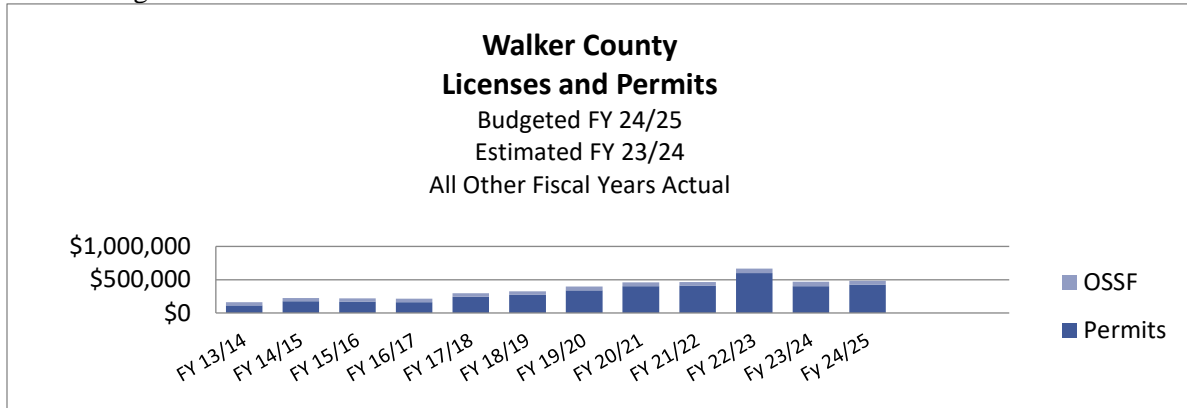 Walker County
Licenses and Permits
Budgeted FY 24/25
Estimated FY 23/24
All Other Fiscal Years Actual
$1,000,000
$500,000
$0
OSSF
Permits
FY 13/14
FY 14/15
FY 15/16
FY 16/17
FY 17/18
FY 18/19
FY 19/20
FY 20/21
FY 21/22
FY 22/23
FY 23/24
Fy 24/25